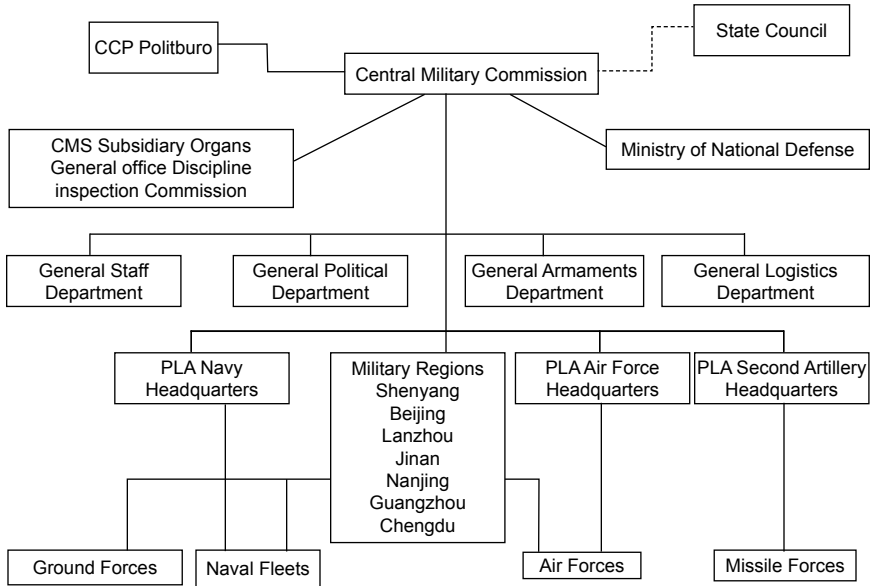 CCP Politburo
State Council
Central Military Commission
CMS Subsidiary Organs
General office Discipline
inspection Commission
Ministry of National Defense
General Staff
Department
General Political
Department
General Armaments
Department
General Logistics
Department
PLA Navy
Headquarters
Military Regions
Shenyang
Beijing
Lanzhou
Jinan
Nanjing
Guangzhou
Chengdu
PLA Air Force
Headquarters
PLA Second Artillery
Headquarters
Ground Forces
Naval Fleets
Air Forces
Missile Forces